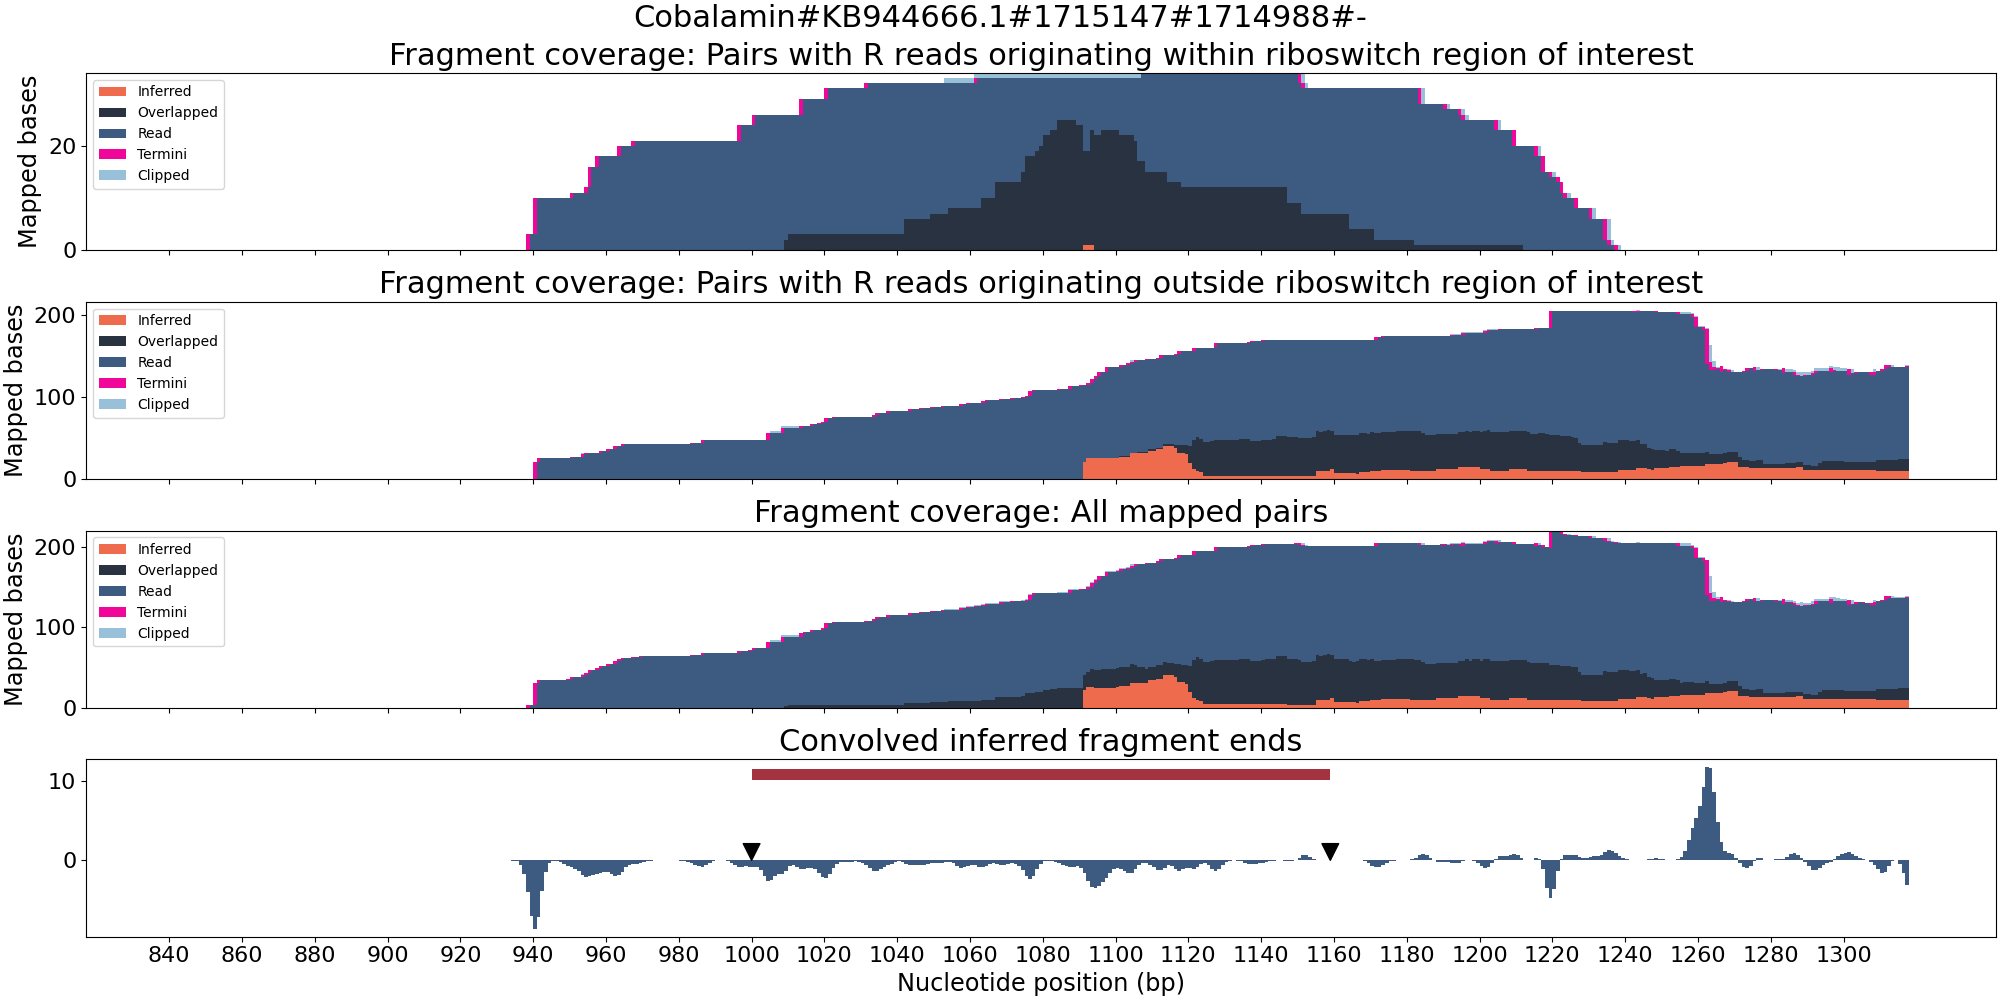 Cobalamin#KB944666.1#1715147#1714988#-
Fragment coverage: Pairs with R reads originating within riboswitch region of interest
Mapped bases
20
0
Inferred
Overlapped
Read
Termini
Clipped
Fragment coverage: Pairs with R reads originating outside riboswitch region of interest
Mapped bases
200
100
0
Inferred
Overlapped
Read
Termini
Clipped
Fragment coverage: All mapped pairs
Mapped bases
200
100
0
Inferred
Overlapped
Read
Termini
Clipped
Convolved inferred fragment ends
10
0
840 860 880 900 920 940 960 980 1000 1020 1040 1060 1080 1100 1120 1140 1160 1180 1200 1220 1240 1260 1280 1300
Nucleotide position (bp)